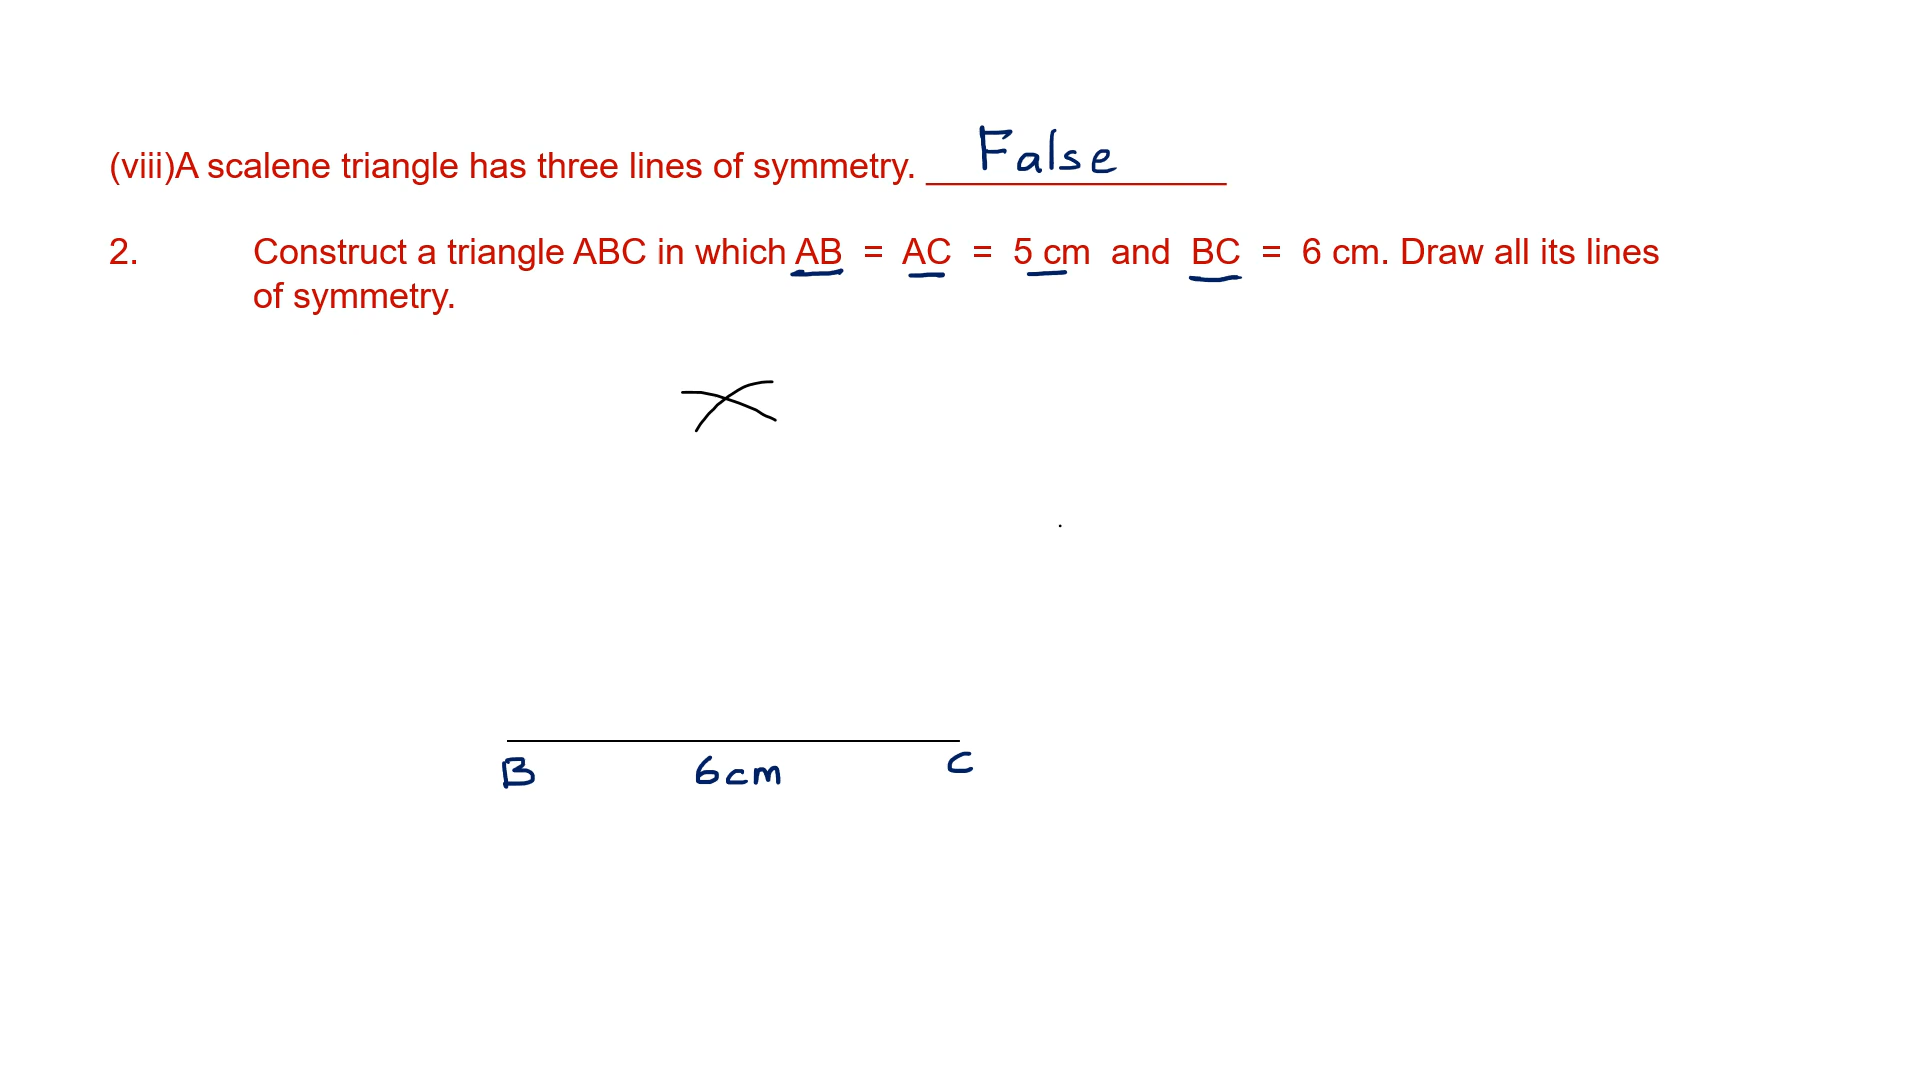 (viii)A scalene triangle has three lines of symmetry. False
2. Construct a triangle ABC in which AB = AC = 5 cm and BC = 6 cm. Draw all its lines
of symmetry.
B 6cm C